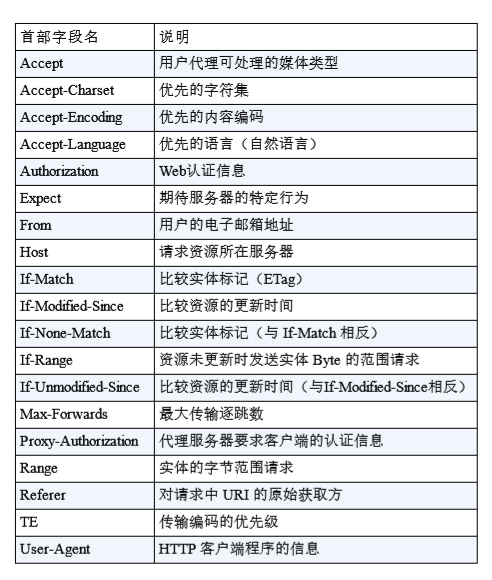 首部字段名 说明
Accept 用户代理可处理的媒体类型
Accept-Charset 优先的字符集
Accept-Encoding 优先的内容编码
Accept-Language 优先的语言（自然语言）
Authorization Web认证信息
Expect 期待服务器的特定行为
From 用户的电子邮箱地址
Host 请求资源所在服务器
If-Match 比较实体标记（ETag）
If-Modified-Since 比较资源的更新时间
If-None-Match 比较实体标记（与 If-Match 相反）
If-Range 资源未更新时发送实体 Byte 的范围请求
If-Unmodified-Since 比较资源的更新时间（与If-Modified-Since相反）
Max-Forwards 最大传输逐跳数
Proxy-Authorization 代理服务器要求客户端的认证信息
Range 实体的字节范围请求
Referer 对请求中 URI 的原始获取方
TE 传输编码的优先级
User-Agent HTTP 客户端程序的信息